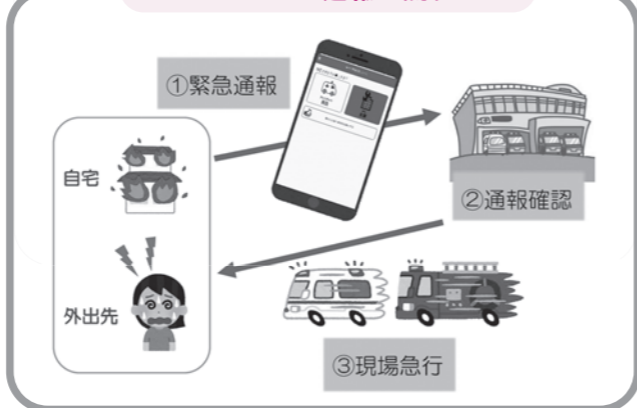 ①緊急通報
自宅
②通報確認
外出先
③現場急行